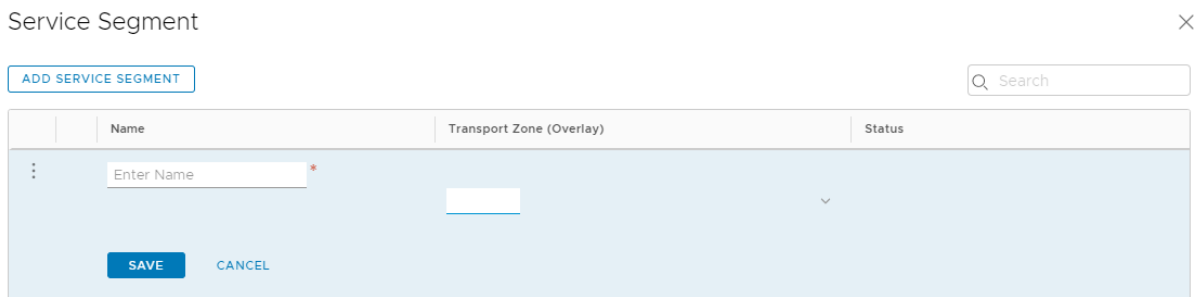 Service Segment
ADD SERVICE SEGMENT
Search
Name Transport Zone (Overlay) Status
Enter Name *
SAVE CANCEL